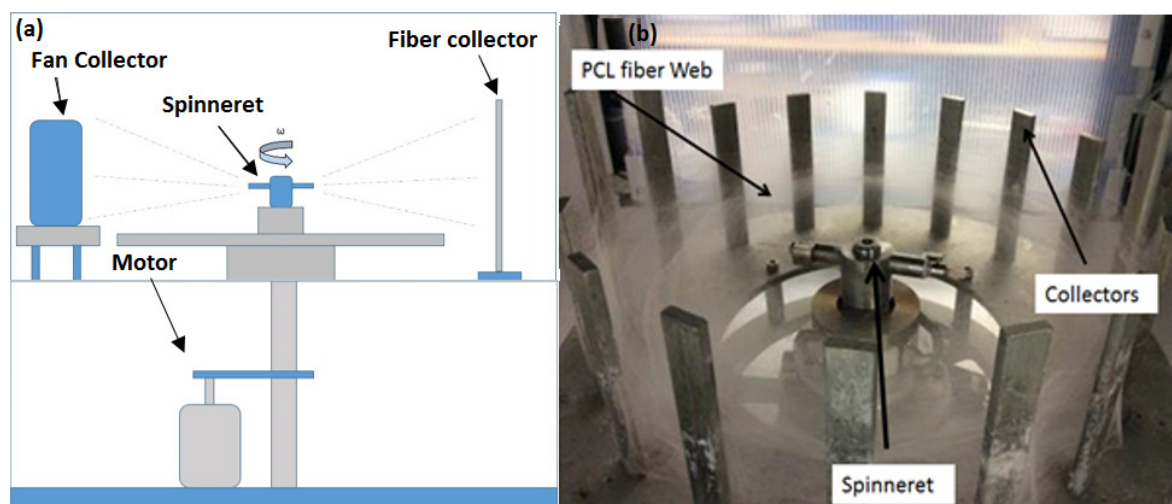 (a)
Fan Collector
Spinneret
ω
Fiber collector
Motor
(b)
PCL fiber Web
Collectors
Spinneret